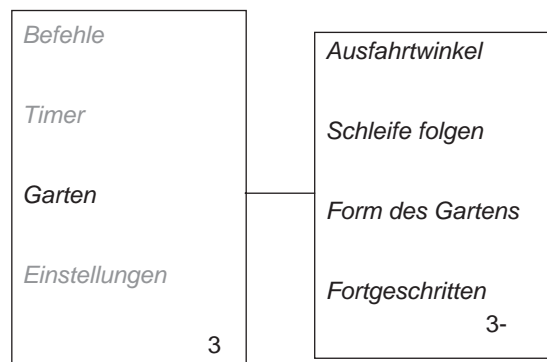 Befehle
Timer
Garten
Einstellungen
3
Ausfahrtwinkel
Schleife folgen
Form des Gartens
Fortgeschritten
3-